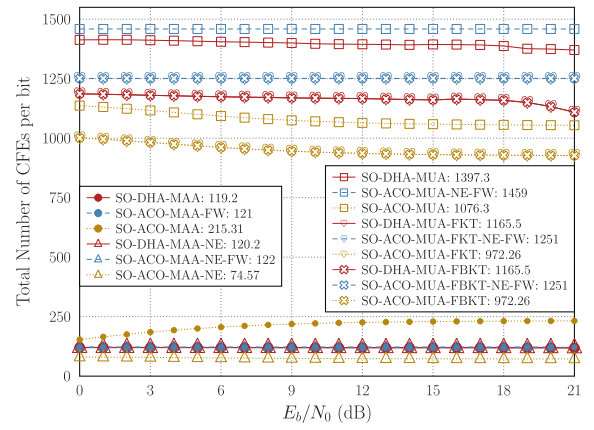 1500
1250
1000
750
500
250
0
Total Number of CFEs per bit
SO-DHA-MAA: 119.2
SO-ACO-MAA-FW: 121
SO-ACO-MAA: 215.31
SO-DHA-MAA-NE: 120.2
SO-ACO-MAA-NE-FW: 122
SO-ACO-MAA-NE: 74.57
SO-DHA-MUA: 1397.3
SO-ACO-MUA-NE-FW: 1459
SO-ACO-MUA: 1076.3
SO-DHA-MUA-FKT: 1165.5
SO-ACO-MUA-FKT-NE-FW: 1251
SO-ACO-MUA-FKT: 972.26
SO-DHA-MUA-FBKT: 1165.5
SO-ACO-MUA-FBKT-NE-FW: 1251
SO-ACO-MUA-FBKT: 972.26
0 3 6 9 12 15 18 21
E_b/N_0 (dB)